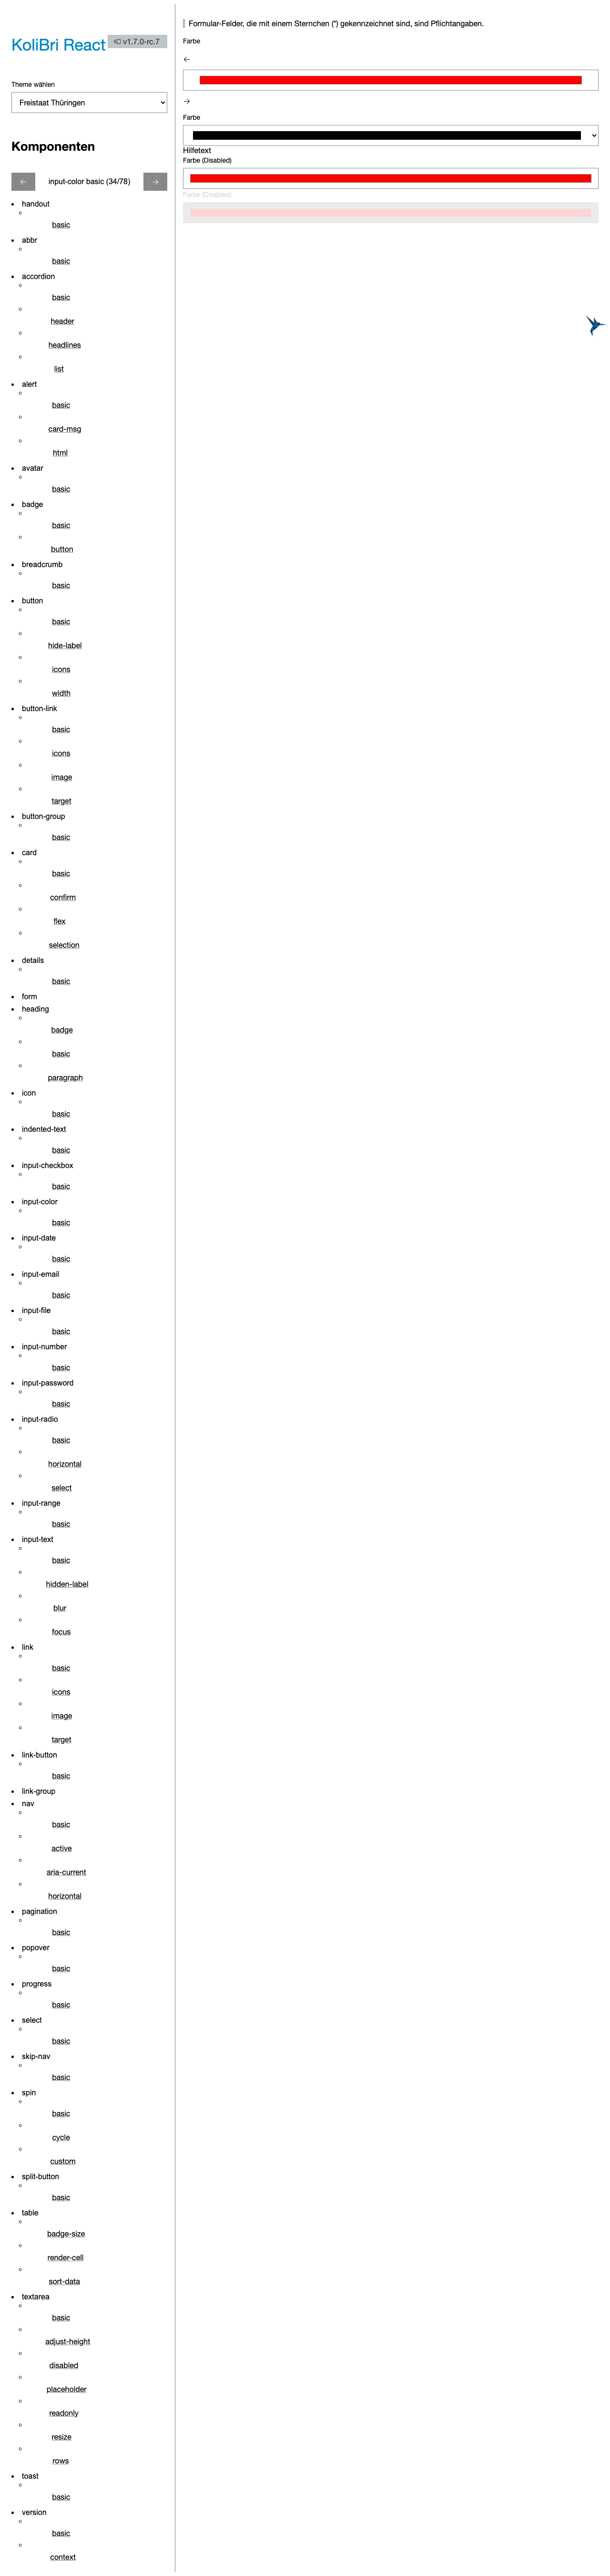 KoliBri React
v1.7.0-rc.7
Theme wählen
Freistaat Thüringen
Komponenten
input-color basic (34/78)
handout
basic
abbr
basic
accordion
basic
header
headlines
list
alert
basic
card-msg
html
avatar
basic
badge
basic
button
breadcrumb
basic
button
basic
hide-label
icons
width
button-link
basic
icons
image
target
button-group
basic
card
basic
confirm
flex
selection
details
basic
form
heading
badge
basic
paragraph
icon
basic
indented-text
basic
input-checkbox
basic
input-color
basic
input-date
basic
input-email
basic
input-file
basic
input-number
basic
input-password
basic
input-radio
basic
horizontal
select
input-range
basic
input-text
basic
hidden-label
blur
focus
link
basic
icons
image
target
link-button
basic
link-group
nav
basic
active
aria-current
horizontal
pagination
basic
popover
basic
progress
basic
select
basic
skip-nav
basic
spin
basic
cycle
custom
split-button
basic
table
badge-size
render-cell
sort-data
textarea
basic
adjust-height
disabled
placeholder
readonly
resize
rows
toast
basic
version
basic
context
Formular-Felder, die mit einem Sternchen (*) gekennzeichnet sind, sind Pflichtangaben.
Farbe
Farbe
Hilfetext
Farbe (Disabled)
Farbe (Disabled)